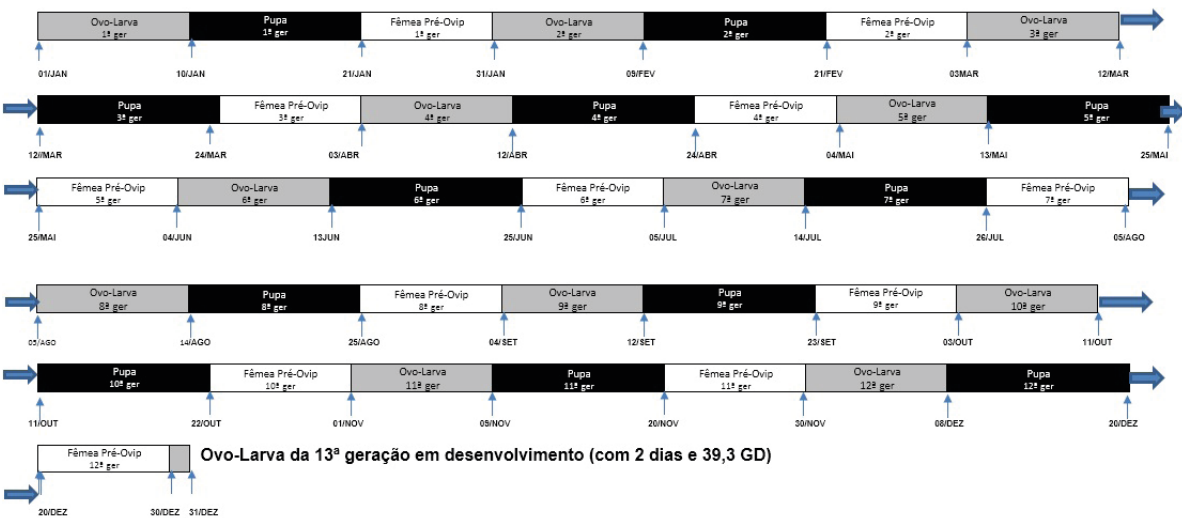 Ovo-Larva Pupa Fêmea Pré-Ovip Ovo-Larva Pupa Fêmea Pré-Ovip Ovo-Larva
1ª ger 1ª ger 1ª ger 2ª ger 2ª ger 2ª ger 3ª ger
01/JAN 10/JAN 21/JAN 31/JAN 09/FEV 21/FEV 03MAR 12/MAR
Pupa Fêmea Pré-Ovip Ovo-Larva Pupa Fêmea Pré-Ovip Ovo-Larva Pupa
3ª ger 3ª ger 4ª ger 4ª ger 4ª ger 5ª ger 5ª ger
12//MAR 24/MAR 03/ABR 12/ABR 24/ABR 04/MAI 13/MAI 25/MAI
Fêmea Pré-Ovip Ovo-Larva Pupa Fêmea Pré-Ovip Ovo-Larva Pupa Fêmea Pré-Ovip
5ª ger 6ª ger 6ª ger 6ª ger 7ª ger 7ª ger 7ª ger
25/MAI 04/JUN 13JUN 25/JUN 05/JUL 14/JUL 26/JUL 05/AGO
Ovo-Larva Pupa Fêmea Pré-Ovip Ovo-Larva Pupa Fêmea Pré-Ovip Ovo-Larva
8ª ger 8ª ger 8ª ger 9ª ger 9ª ger 9ª ger 10ª ger
05/AGO 14/AGO 25/AGO 04/SET 12/SET 23/SET 03/OUT 11/OUT
Pupa Fêmea Pré-Ovip Ovo-Larva Pupa Fêmea Pré-Ovip Ovo-Larva Pupa
10ª ger 10ª ger 11ª ger 11ª ger 11ª ger 12ª ger 12ª ger
11/OUT 22/OUT 01/NOV 09/NOV 20/NOV 30/NOV 08/DEZ 20/DEZ
Fêmea Pré-Ovip Ovo-Larva da 13ª geração em desenvolvimento (com 2 dias e 39,3 GD)
12ª ger
20/DEZ 30/DEZ 31/DEZ